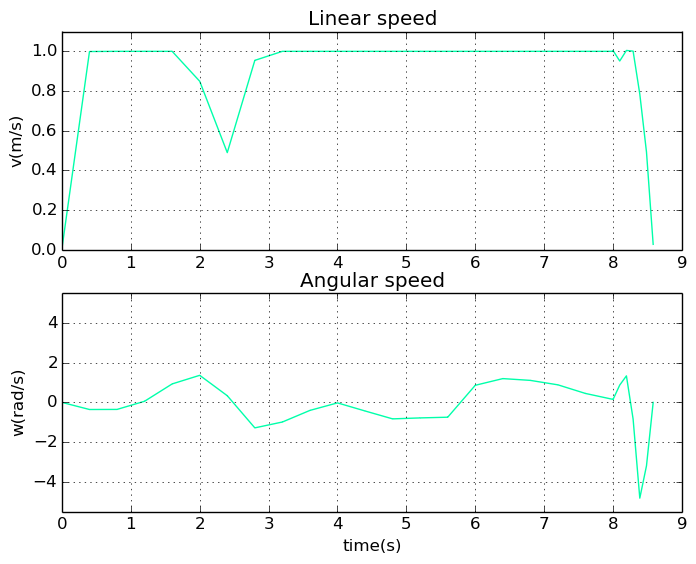 Linear speed
1.0
0.8
0.6
0.4
0.2
0.0
v(m/s)
0 1 2 3 4 5 6 7 8 9
Angular speed
4
2
0
−2
−4
w(rad/s)
0 1 2 3 4 5 6 7 8 9
time(s)